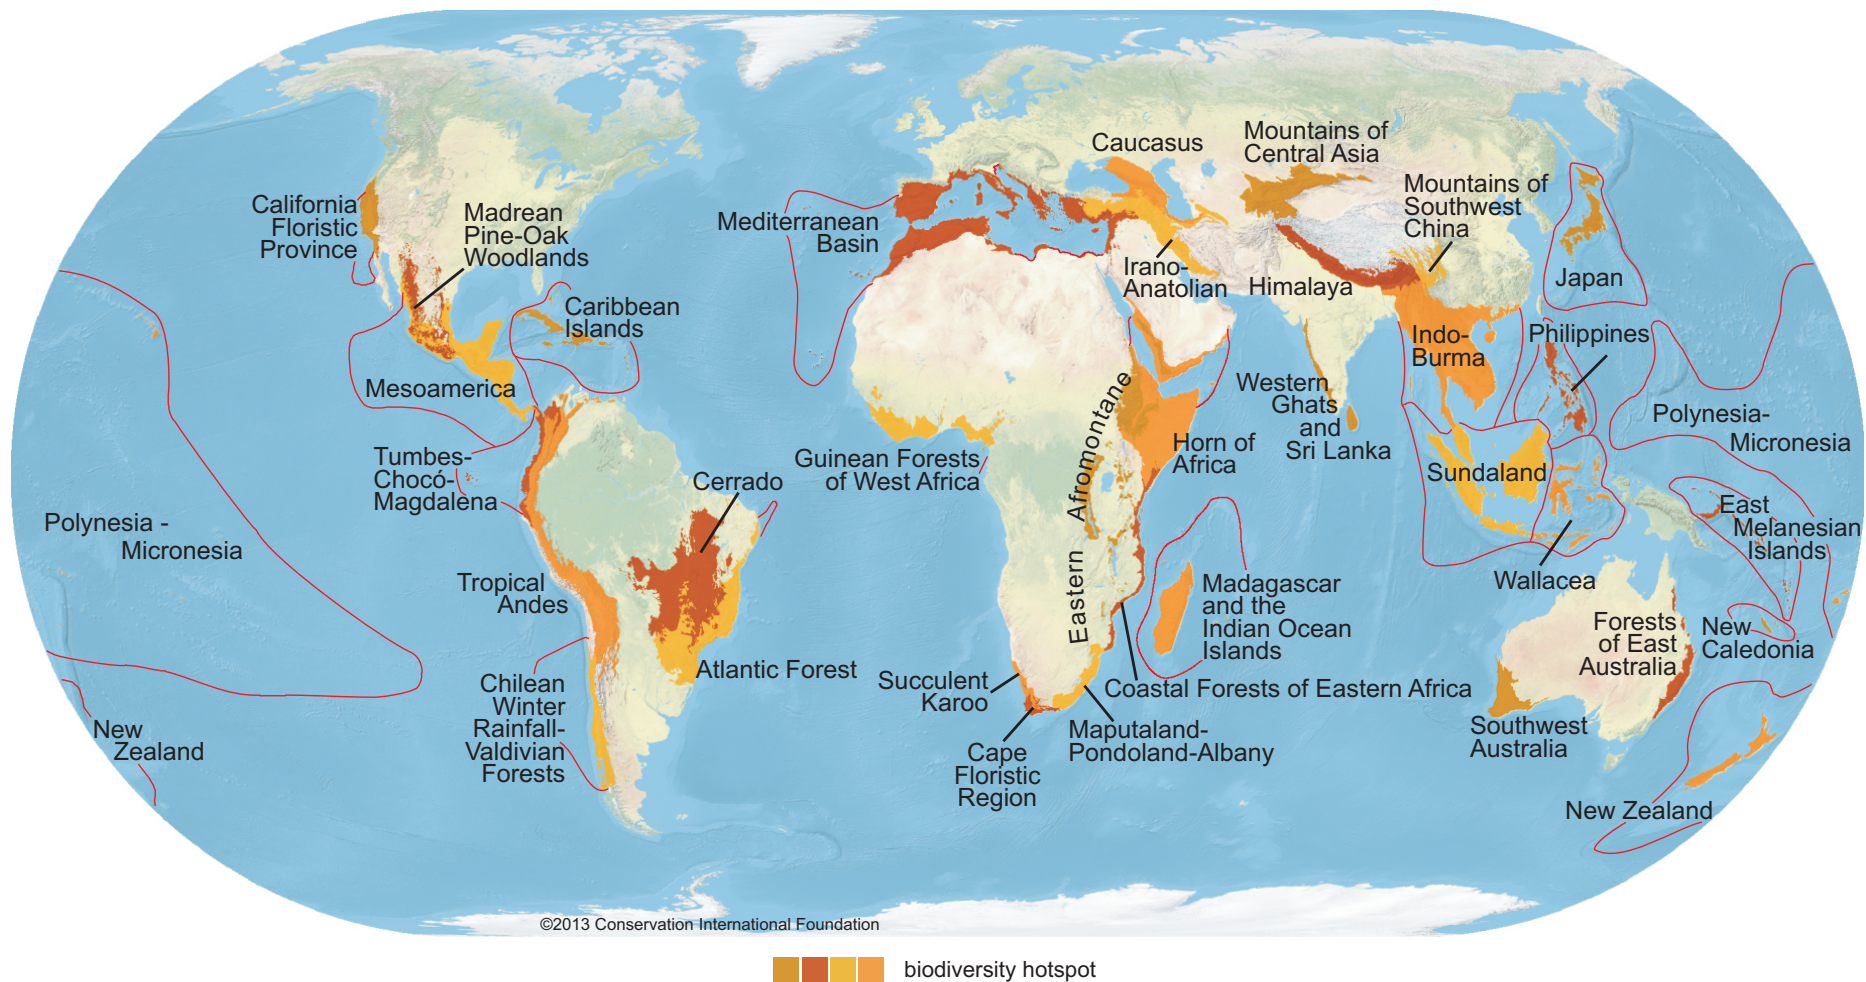 Caucasus
Mountains of
Central Asia
Mountains of
Southwest
China
California
Floristic
Province
Madrean
Pine-Oak
Woodlands
Mediterranean
Basin
Irano-
Anatolian
Himalaya
Japan
Caribbean
Islands
Indo-
Burma
Philippines
Mesoamerica
Western
Ghats
and
Sri Lanka
Polynesia-
Micronesia
Tumbes-
Chocó-
Magdalena
Cerrado
Guinean Forests
of West Africa
Eastern Afromontane
Horn of
Africa
Sundaland
Polynesia -
Micronesia
East
Melanesian
Islands
Wallacea
Tropical
Andes
Madagascar
and the
Indian Ocean
Islands
Forests
of East
Australia
New
Caledonia
Atlantic Forest
Chilean
Winter
Rainfall-
Valdivian
Forests
Succulent
Karoo
Coastal Forests of Eastern Africa
Maputaland-
Pondoland-Albany
Cape
Floristic
Region
Southwest
Australia
New
Zealand
New Zealand
©2013 Conservation International Foundation
biodiversity hotspot